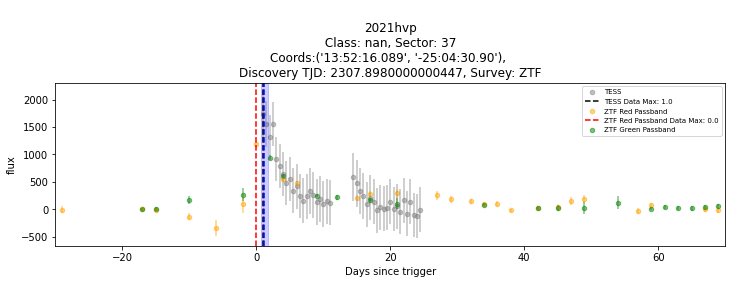 2021hvp
Class: nan, Sector: 37
Coords:('13:52:16.089', '-25:04:30.90'),
Discovery TJD: 2307.8980000000447, Survey: ZTF
flux
2000
1500
1000
500
0
−500
TESS
TESS Data Max: 1.0
ZTF Red Passband
ZTF Red Passband Data Max: 0.0
ZTF Green Passband
−20
0
20
40
60
Days since trigger